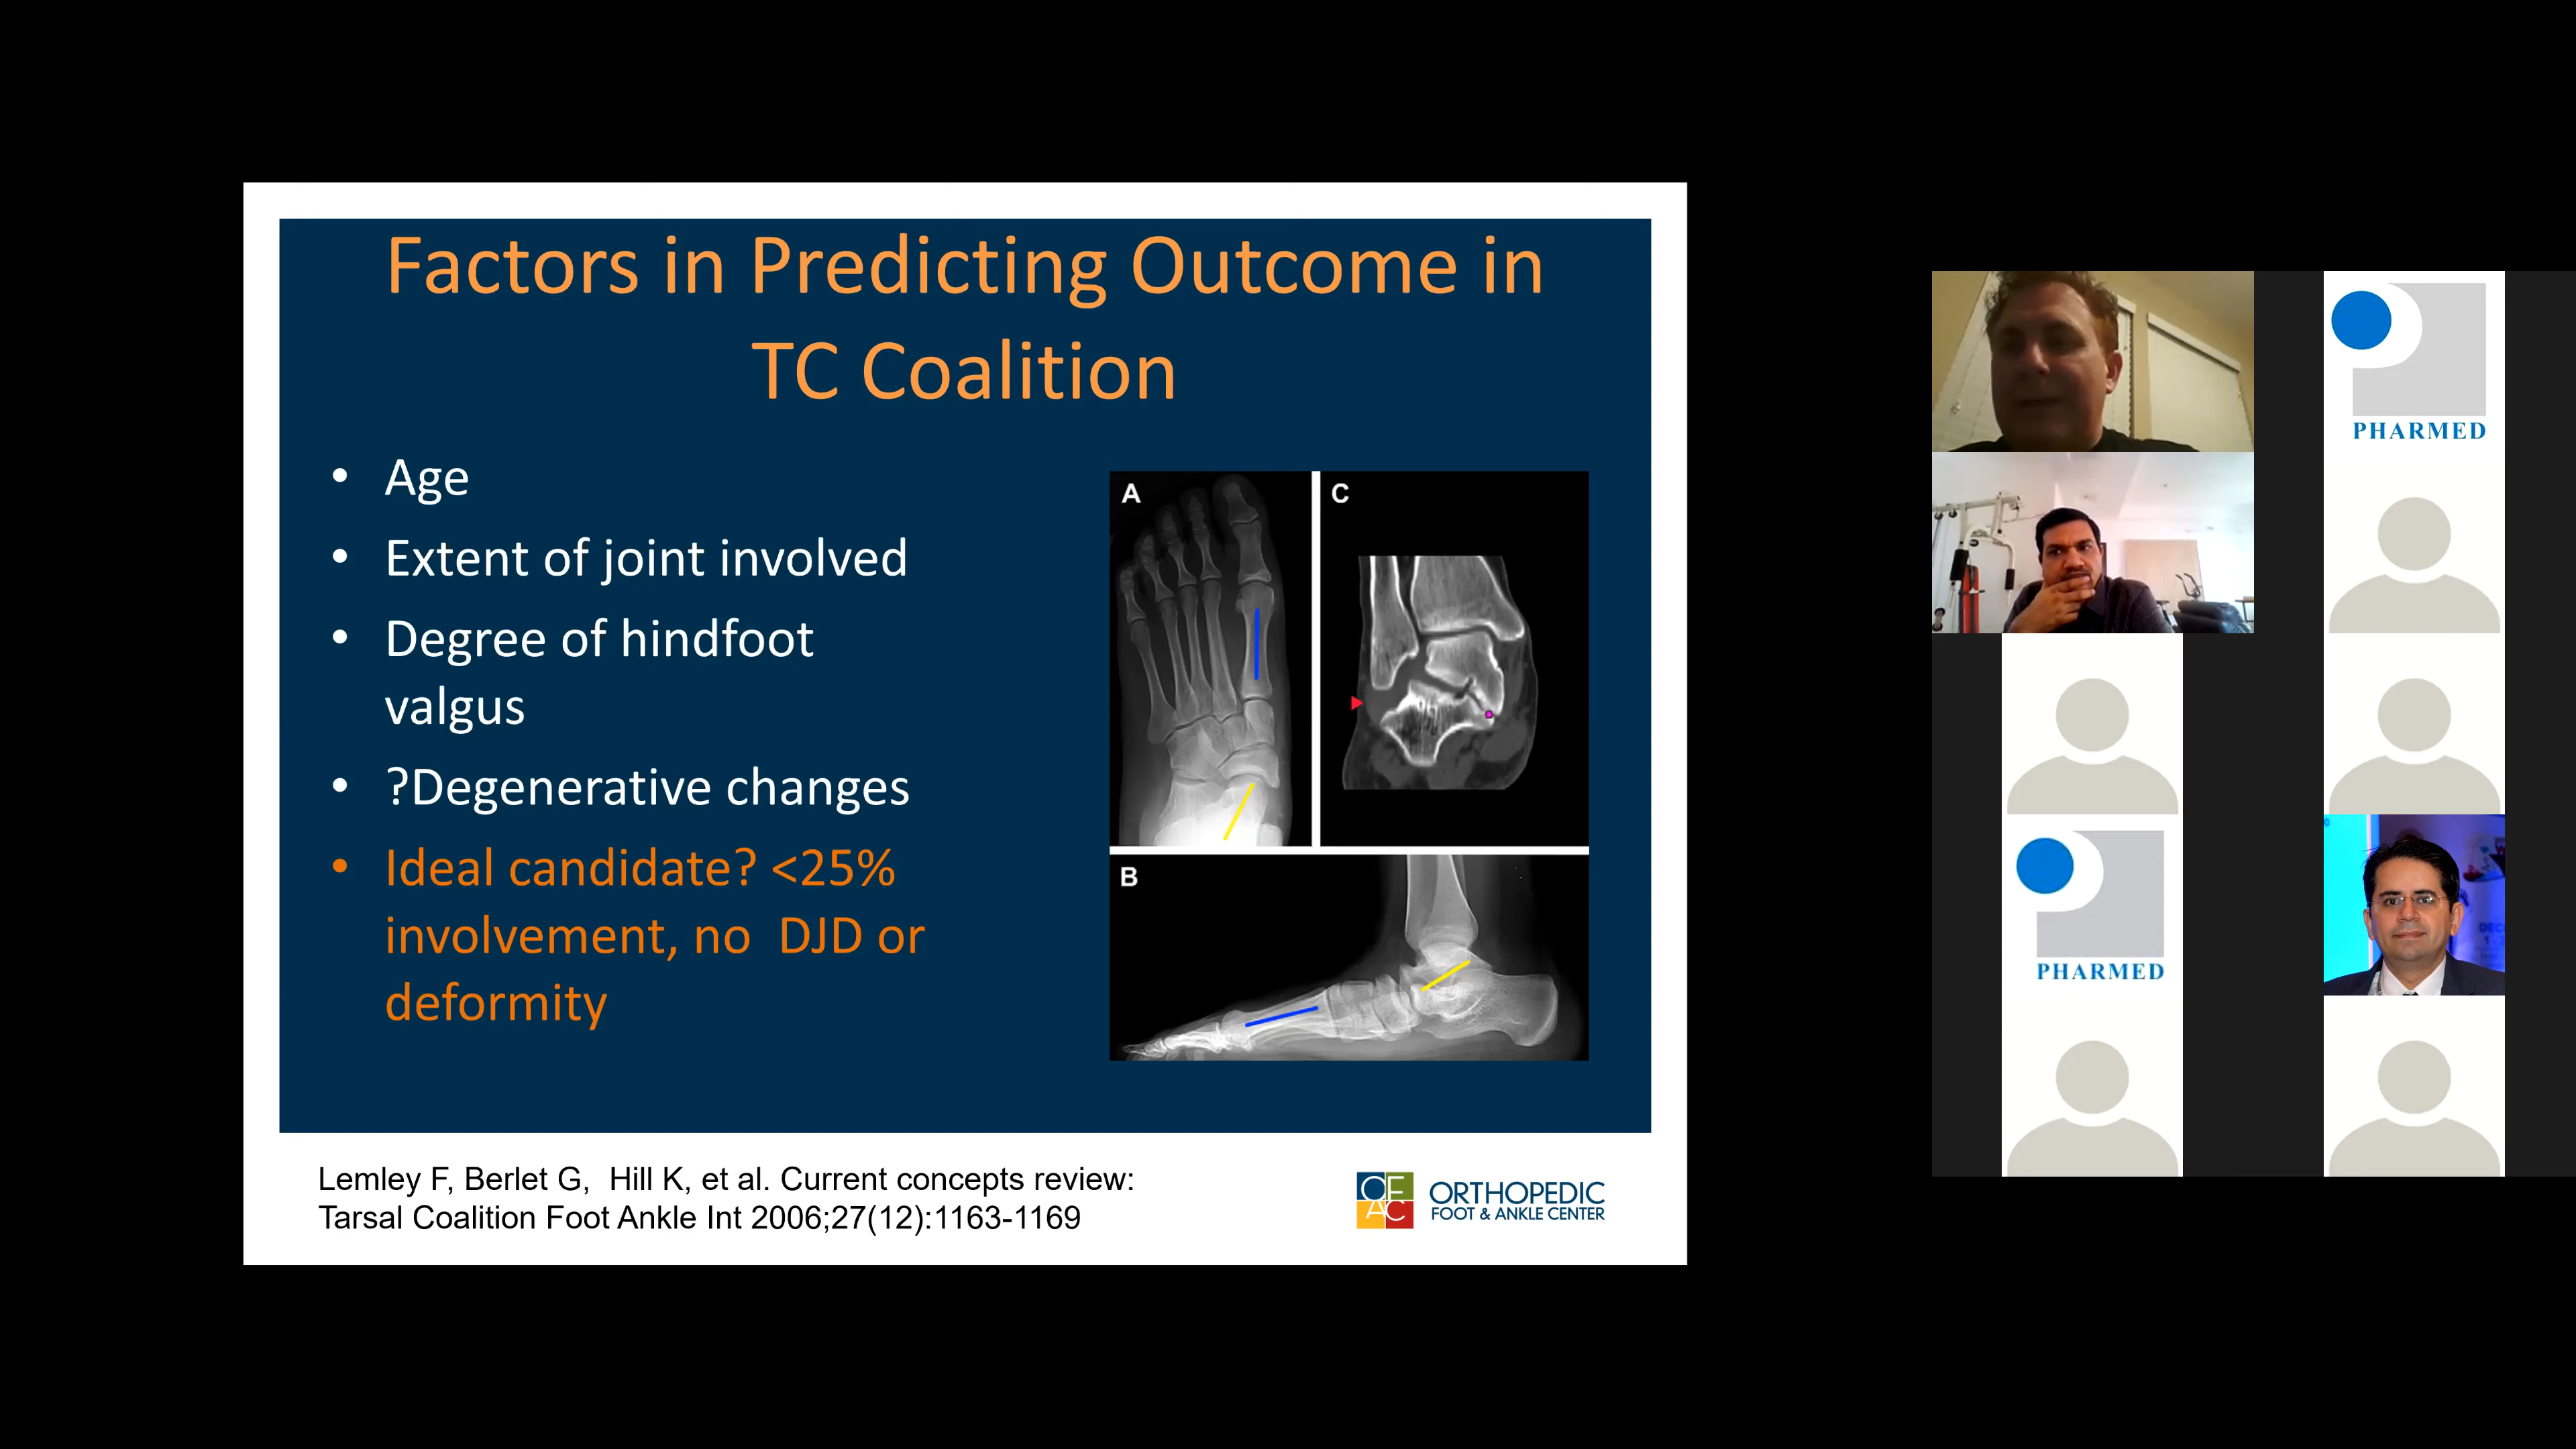 Factors in Predicting Outcome in
TC Coalition
• Age
• Extent of joint involved
• Degree of hindfoot
valgus
• ?Degenerative changes
• Ideal candidate? <25%
involvement, no  DJD or
deformity
A
C
B
Lemley F, Berlet G,  Hill K, et al. Current concepts review:
Tarsal Coalition Foot Ankle Int 2006;27(12):1163-1169
OF
AC
ORTHOPEDIC
FOOT & ANKLE CENTER
PHARMED
PHARMED